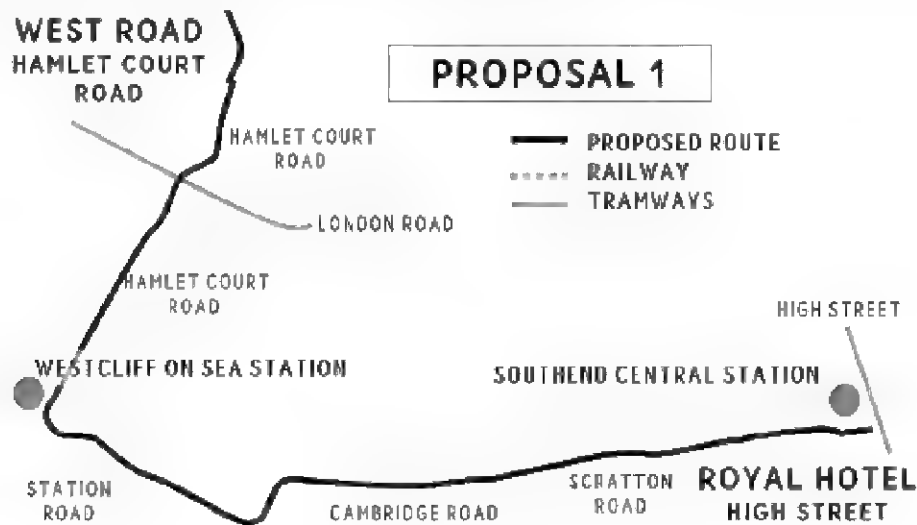 WEST ROAD
HAMLET COURT
ROAD
PROPOSAL 1
HAMLET COURT
ROAD
PROPOSED ROUTE
RAILWAY
TRAMWAYS
LONDON ROAD
HAMLET COURT
ROAD
HIGH STREET
WESTCLIFF ON SEA STATION
SOUTHEND CENTRAL STATION
STATION
ROAD
CAMBRIDGE ROAD
SCRATTON
ROAD
ROYAL HOTEL
HIGH STREET